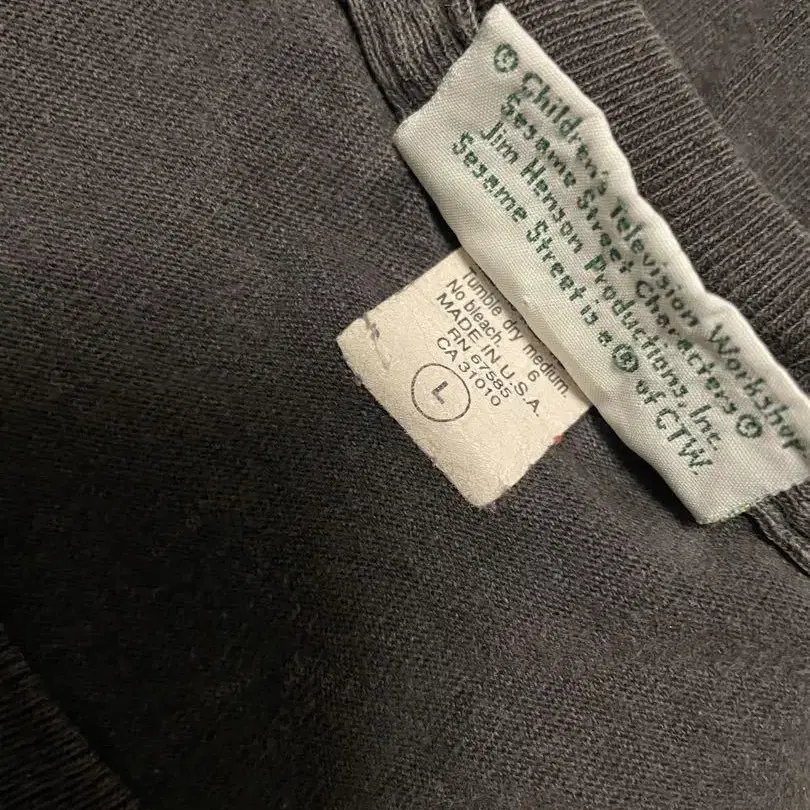 © Children's Television Workshop
Sesame Street Characters ©
Jim Henson Productions, Inc.
Sesame Street is a ® of CTW.
Tumble dry medium.
No bleach. 6
MADE IN U.S.A.
RN 67585
CA 31010
L